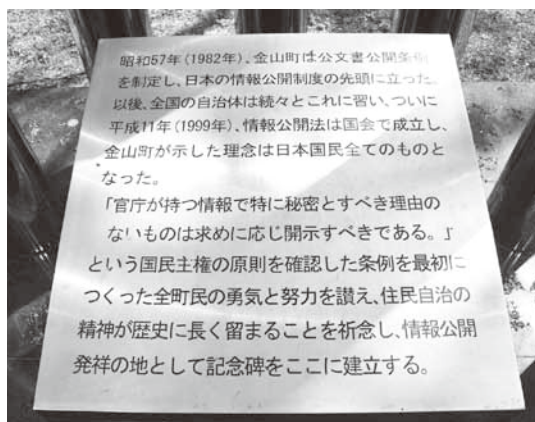 昭和57年(1982年)、金山町は公文書公開条例
を制定し、日本の情報公開制度の先頭に立った。
以後、全国の自治体は続々とこれに習い、ついに
平成11年(1999年)、情報公開法は国会で成立し、
金山町が示した理念は日本国民全てのものと
なった。
「官庁が持つ情報で特に秘密とすべき理由の
ないものは求めに応じ開示すべきである。」
という国民主権の原則を確認した条例を最初に
つくった全町民の勇気と努力を讃え、住民自治の
精神が歴史に長く留まることを祈念し、情報公開
発祥の地として記念碑をここに建立する。